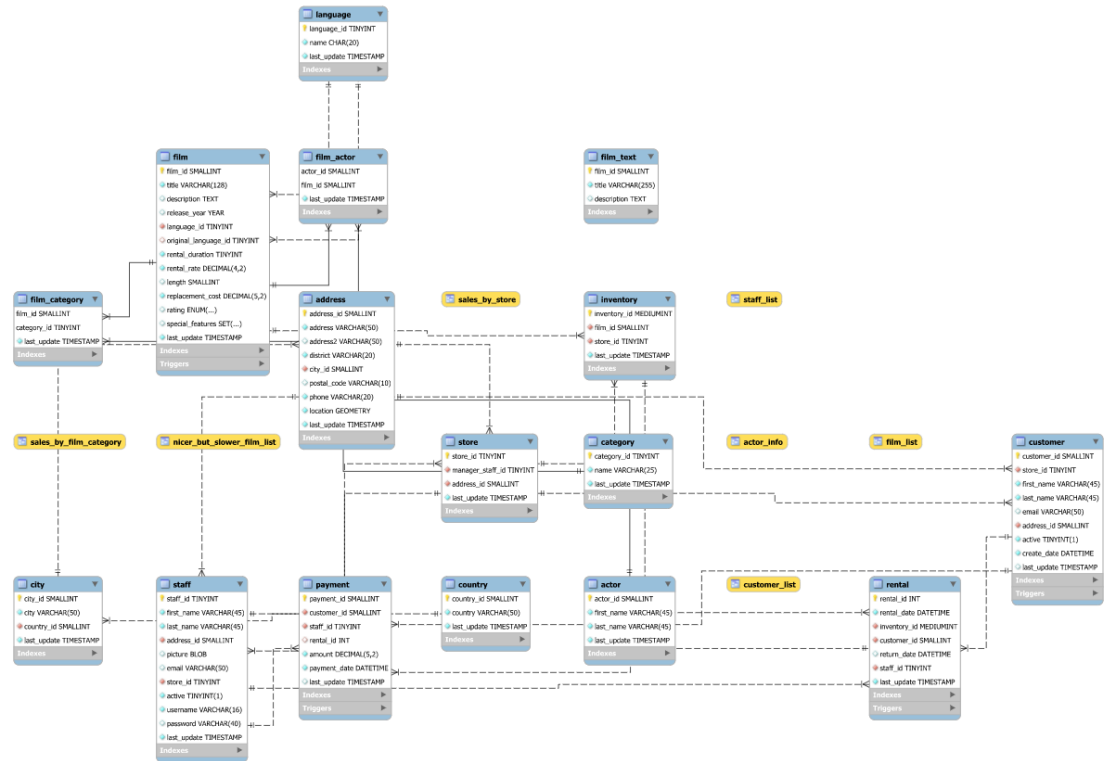 language
language_id TINYINT
name CHAR(20)
last_update TIMESTAMP
Indexes
film
film_id SMALLINT
title VARCHAR(128)
description TEXT
release_year YEAR
language_id TINYINT
original_language_id TINYINT
rental_duration TINYINT
rental_rate DECIMAL(4,2)
length SMALLINT
replacement_cost DECIMAL(5,2)
rating ENUM(...)
special_features SET(...)
last_update TIMESTAMP
Indexes
Triggers
film_actor
actor_id SMALLINT
film_id SMALLINT
last_update TIMESTAMP
Indexes
film_text
film_id SMALLINT
title VARCHAR(255)
description TEXT
Indexes
film_category
film_id SMALLINT
category_id TINYINT
last_update TIMESTAMP
Indexes
address
address_id SMALLINT
address VARCHAR(50)
address2 VARCHAR(50)
district VARCHAR(20)
city_id SMALLINT
postal_code VARCHAR(10)
phone VARCHAR(20)
location GEOMETRY
last_update TIMESTAMP
Indexes
sales_by_store
inventory
inventory_id MEDIUMINT
film_id SMALLINT
store_id TINYINT
last_update TIMESTAMP
Indexes
staff_list
sales_by_film_category
nicer_but_slower_film_list
store
store_id TINYINT
manager_staff_id TINYINT
address_id SMALLINT
last_update TIMESTAMP
Indexes
category
category_id TINYINT
name VARCHAR(25)
last_update TIMESTAMP
Indexes
actor_info
film_list
customer
customer_id SMALLINT
store_id TINYINT
first_name VARCHAR(45)
last_name VARCHAR(45)
email VARCHAR(50)
address_id SMALLINT
active TINYINT(1)
create_date DATETIME
last_update TIMESTAMP
Indexes
Triggers
city
city_id SMALLINT
city VARCHAR(50)
country_id SMALLINT
last_update TIMESTAMP
Indexes
staff
staff_id TINYINT
first_name VARCHAR(45)
last_name VARCHAR(45)
address_id SMALLINT
picture BLOB
email VARCHAR(50)
store_id TINYINT
active TINYINT(1)
username VARCHAR(16)
password VARCHAR(40)
last_update TIMESTAMP
Indexes
payment
payment_id SMALLINT
customer_id SMALLINT
staff_id TINYINT
rental_id INT
amount DECIMAL(5,2)
payment_date DATETIME
last_update TIMESTAMP
Indexes
Triggers
country
country_id SMALLINT
country VARCHAR(50)
last_update TIMESTAMP
Indexes
actor
actor_id SMALLINT
first_name VARCHAR(45)
last_name VARCHAR(45)
last_update TIMESTAMP
Indexes
customer_list
rental
rental_id INT
rental_date DATETIME
inventory_id MEDIUMINT
customer_id SMALLINT
return_date DATETIME
staff_id TINYINT
last_update TIMESTAMP
Indexes
Triggers